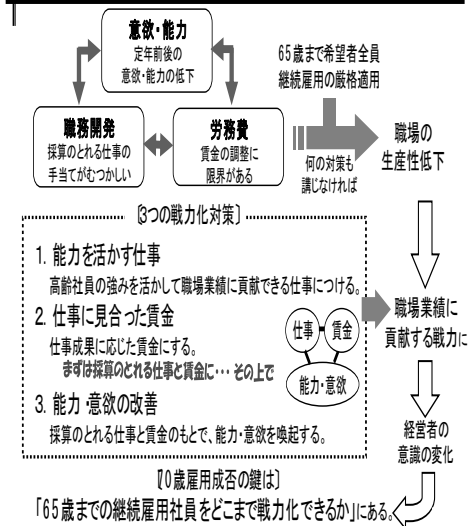 意欲・能力
定年前後の
意欲・能力の低下
65歳まで希望者全員
継続雇用の厳格適用
職務開発
採算のとれる仕事の
手当てがむつかしい
労務費
賃金の調整に
限界がある
何の対策も
講じなければ
職場の
生産性低下
〔3つの戦力化対策〕
1. 能力を活かす仕事
高齢社員の強みを活かして職場業績に貢献できる仕事につける。
2. 仕事に見合った賃金
仕事成果に応じた賃金にする。
まずは採算のとれる仕事と賃金に･･･ その上で
3. 能力・意欲の改善
採算のとれる仕事と賃金のもとで、能力・意欲を喚起する。
仕事
賃金
能力・意欲
職場業績に
貢献する戦力に
経営者の
意識の変化
〔70歳雇用成否の鍵は〕
「65歳までの継続雇用社員をどこまで戦力化できるか」にある。